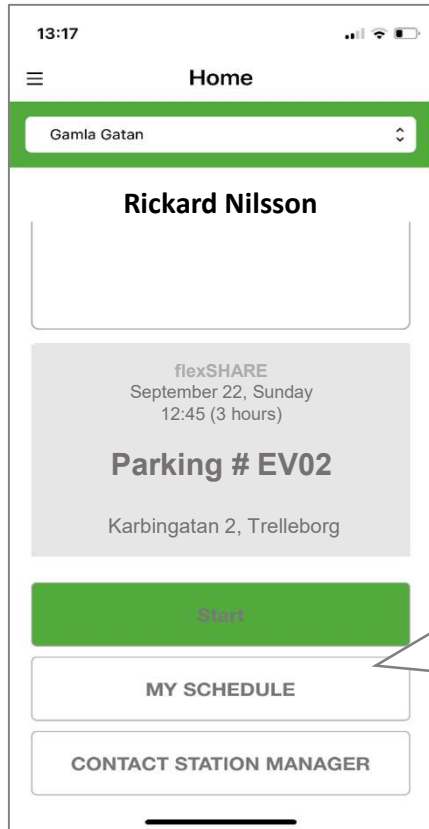 13:17
Home
Gamla Gatan
Rickard Nilsson
flexSHARE
September 22, Sunday
12:45 (3 hours)
Parking # EV02
Karbingatan 2, Trelleborg
Start
MY SCHEDULE
CONTACT STATION MANAGER